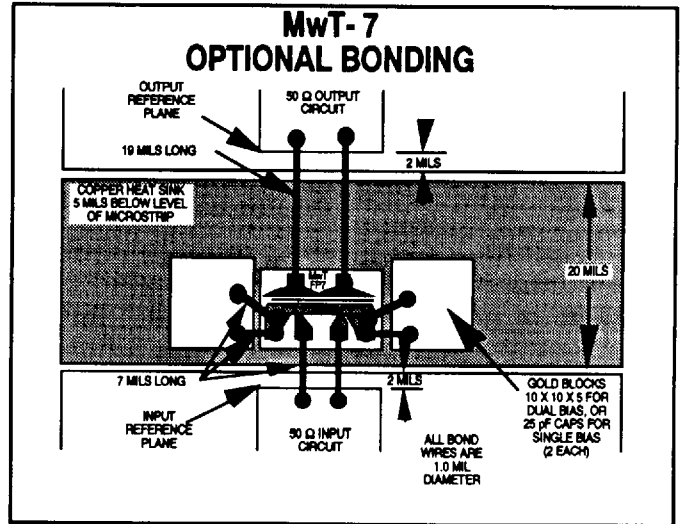 MwT- 7
OPTIONAL BONDING
OUTPUT
REFERENCE
PLANE
50 Ω OUTPUT
CIRCUIT
19 MILS LONG
2 MILS
COPPER HEAT SINK
5 MILS BELOW LEVEL
OF MICROSTRIP
20 MILS
MwT
FP7
7 MILS LONG
2 MILS
INPUT
REFERENCE
PLANE
50 Ω INPUT
CIRCUIT
ALL BOND
WIRES ARE
1.0 MIL
DIAMETER
GOLD BLOCKS
10 X 10 X 5 FOR
DUAL BIAS, OR
25 pF CAPS FOR
SINGLE BIAS
(2 EACH)